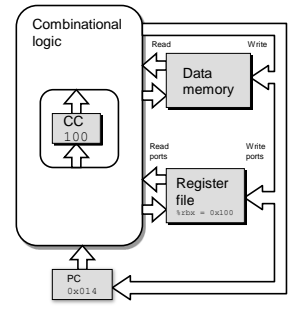 Combinational
logic
Read
Write
Data
memory
CC
100
Read
ports
Write
ports
Register
file
%rbx = 0x100
PC
0x014